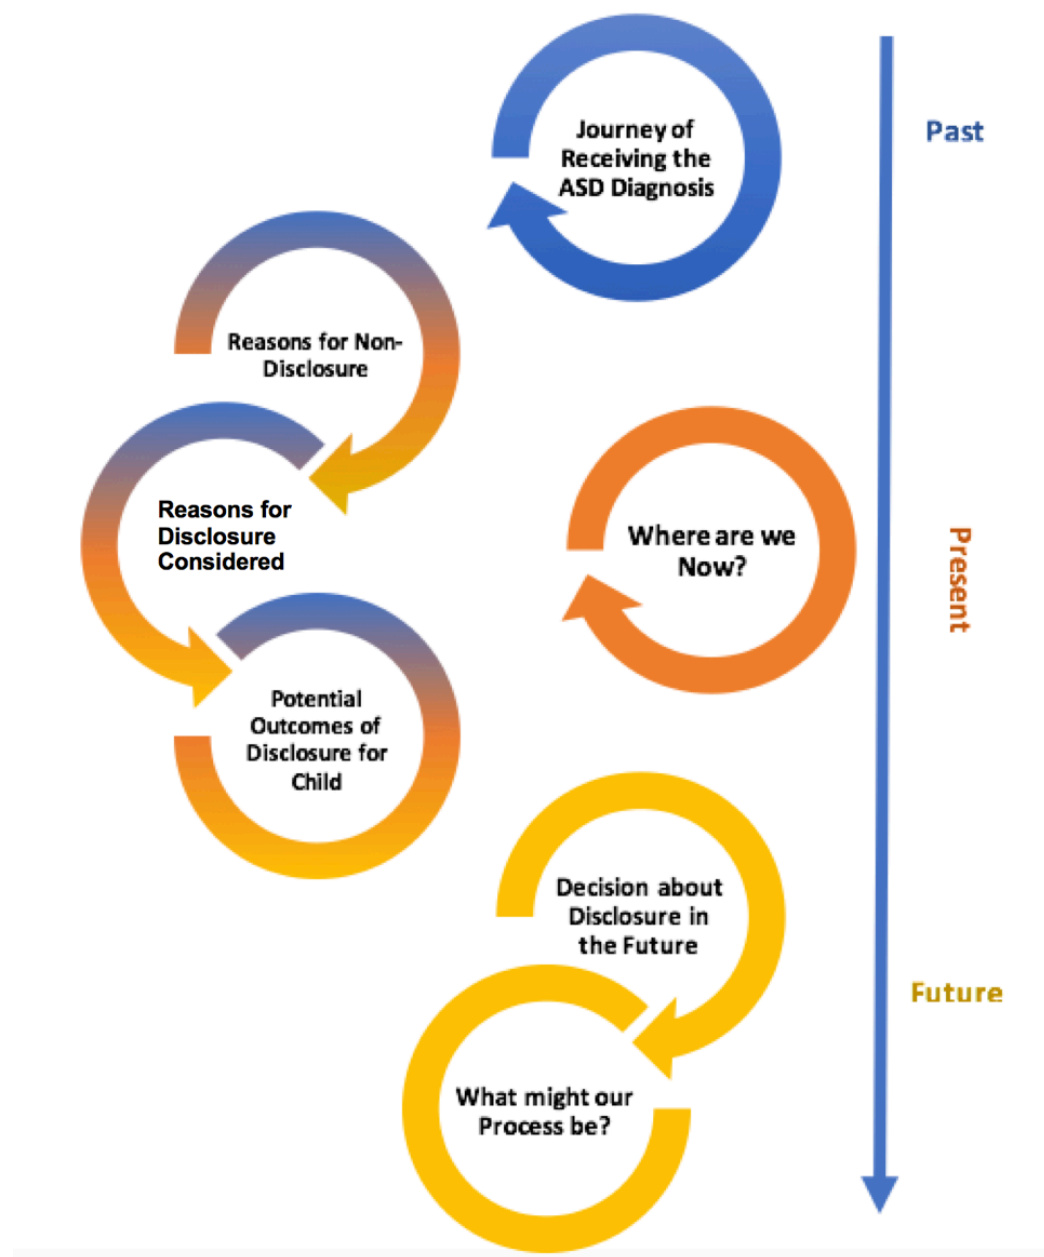 Journey of
Receiving the
ASD Diagnosis
Past
Reasons for Non-
Disclosure
Reasons for
Disclosure
Considered
Where are we
Now?
Present
Potential
Outcomes of
Disclosure for
Child
Decision about
Disclosure in
the Future
Future
What might our
Process be?